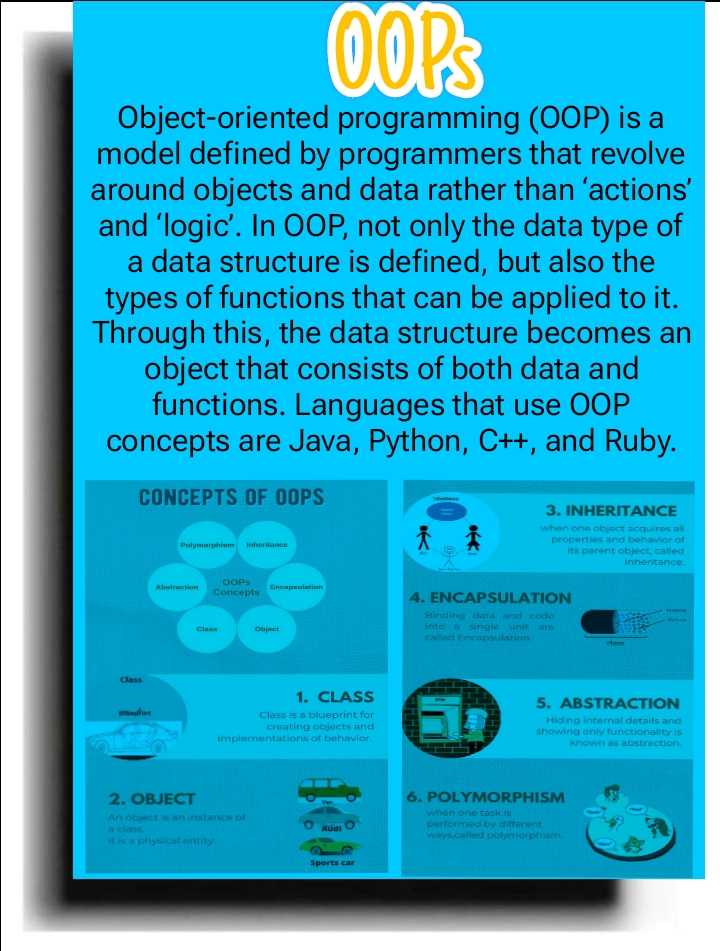 OOPs
Object-oriented programming (OOP) is a
model defined by programmers that revolve
around objects and data rather than ‘actions’
and ‘logic’. In OOP, not only the data type of
a data structure is defined, but also the
types of functions that can be applied to it.
Through this, the data structure becomes an
object that consists of both data and
functions. Languages that use OOP
concepts are Java, Python, C++, and Ruby.
CONCEPTS OF OOPS
Polymorphism
Inheritance
Abstraction
OOPs
Concepts
Encapsulation
Class
Object
Class
BluePrint
1. CLASS
Class is a blueprint for
creating objects and
implementations of behavior.
2. OBJECT
An object is an instance of
a class.
it is a physical entity.
Van
Audi
Sports car
Inheritance
3. INHERITANCE
when one object acquires all
properties and behavior of
its parent object, called
inheritance.
4. ENCAPSULATION
Binding data and code
into a single unit are
called Encapsulation
class
5. ABSTRACTION
Hiding internal details and
showing only functionality is
known as abstraction.
6. POLYMORPHISM
when one task is
performed by different
ways,called polymorphism.